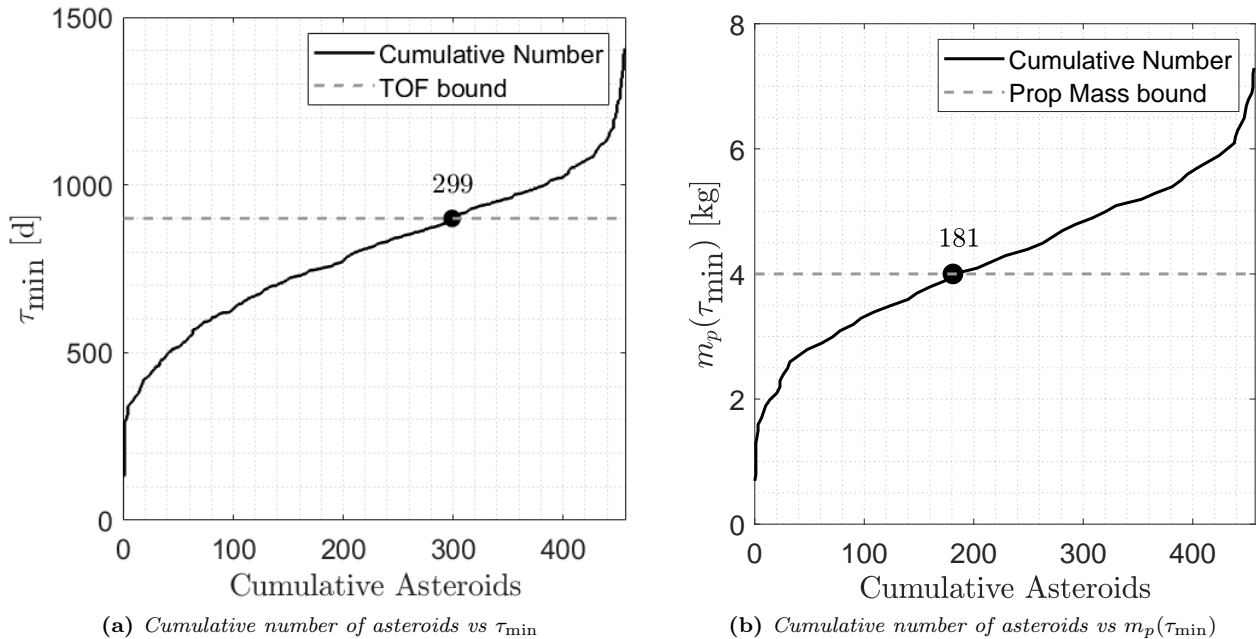 1500
1000
500
0
τmin [d]
Cumulative Number
TOF bound
299
0 100 200 300 400
Cumulative Asteroids
(a) Cumulative number of asteroids vs τmin
8
6
4
2
0
mp(τmin) [kg]
Cumulative Number
Prop Mass bound
181
0 100 200 300 400
Cumulative Asteroids
(b) Cumulative number of asteroids vs mp(τmin)